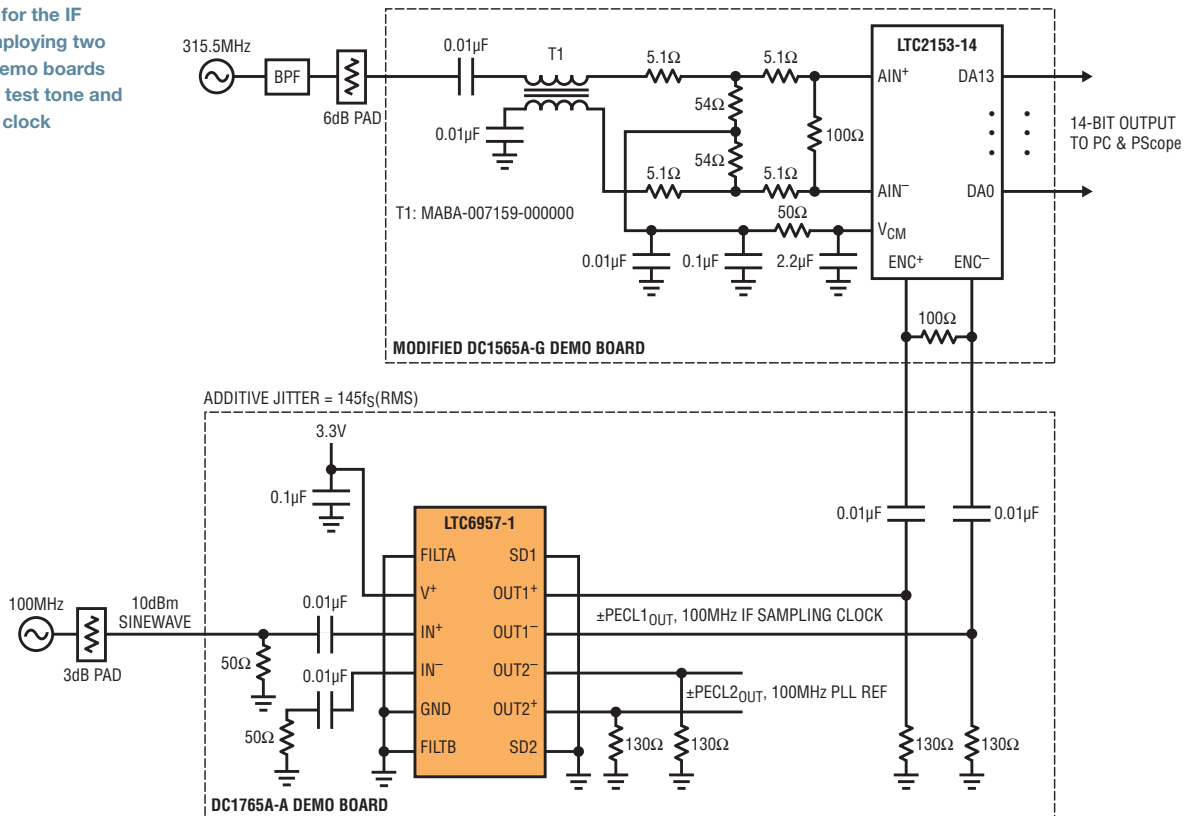 for the IF
mploying two
emo boards
test tone and
clock
315.5MHz
BPF
6dB PAD
0.01µF
T1
0.01µF
5.1Ω
5.1Ω
54Ω
54Ω
100Ω
5.1Ω
5.1Ω
T1: MABA-007159-000000
50Ω
0.01µF
0.1µF
2.2µF
LTC2153-14
AIN+
DA13
AIN–
DA0
VCM
ENC+
ENC–
14-BIT OUTPUT
TO PC & PScope
100Ω
MODIFIED DC1565A-G DEMO BOARD
ADDITIVE JITTER = 145fS(RMS)
3.3V
0.1µF
LTC6957-1
FILTA
SD1
V+
OUT1+
IN+
OUT1–
IN–
OUT2–
GND
OUT2+
FILTB
SD2
0.01µF
0.01µF
100MHz
3dB PAD
10dBm
SINEWAVE
0.01µF
50Ω
0.01µF
50Ω
±PECL1OUT, 100MHz IF SAMPLING CLOCK
±PECL2OUT, 100MHz PLL REF
130Ω
130Ω
130Ω
130Ω
DC1765A-A DEMO BOARD